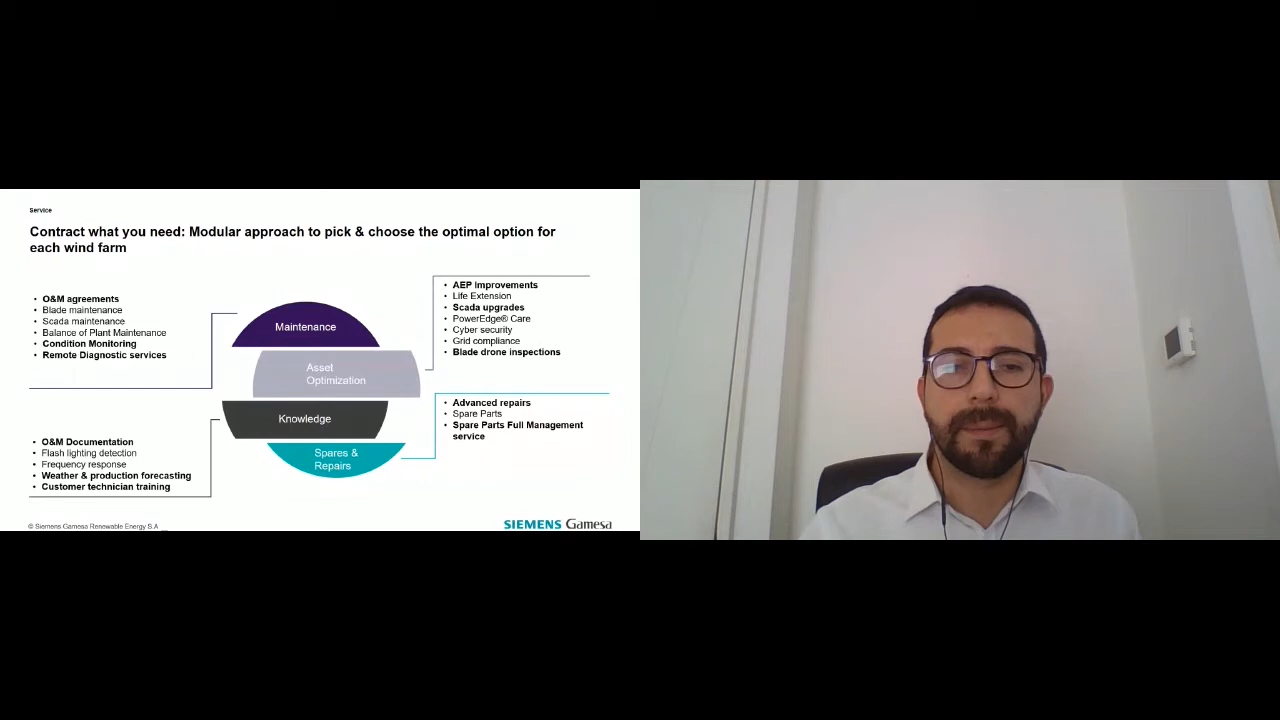 Service
Contract what you need: Modular approach to pick & choose the optimal option for
each wind farm
• O&M agreements
• Blade maintenance
• Scada maintenance
• Balance of Plant Maintenance
• Condition Monitoring
• Remote Diagnostic services
Maintenance
Asset
Optimization
Knowledge
Spares &
Repairs
• AEP Improvements
• Life Extension
• Scada upgrades
• PowerEdge® Care
• Cyber security
• Grid compliance
• Blade drone inspections
• Advanced repairs
• Spare Parts
• Spare Parts Full Management
service
• O&M Documentation
• Flash lighting detection
• Frequency response
• Weather & production forecasting
• Customer technician training
© Siemens Gamesa Renewable Energy S.A
SIEMENS Gamesa